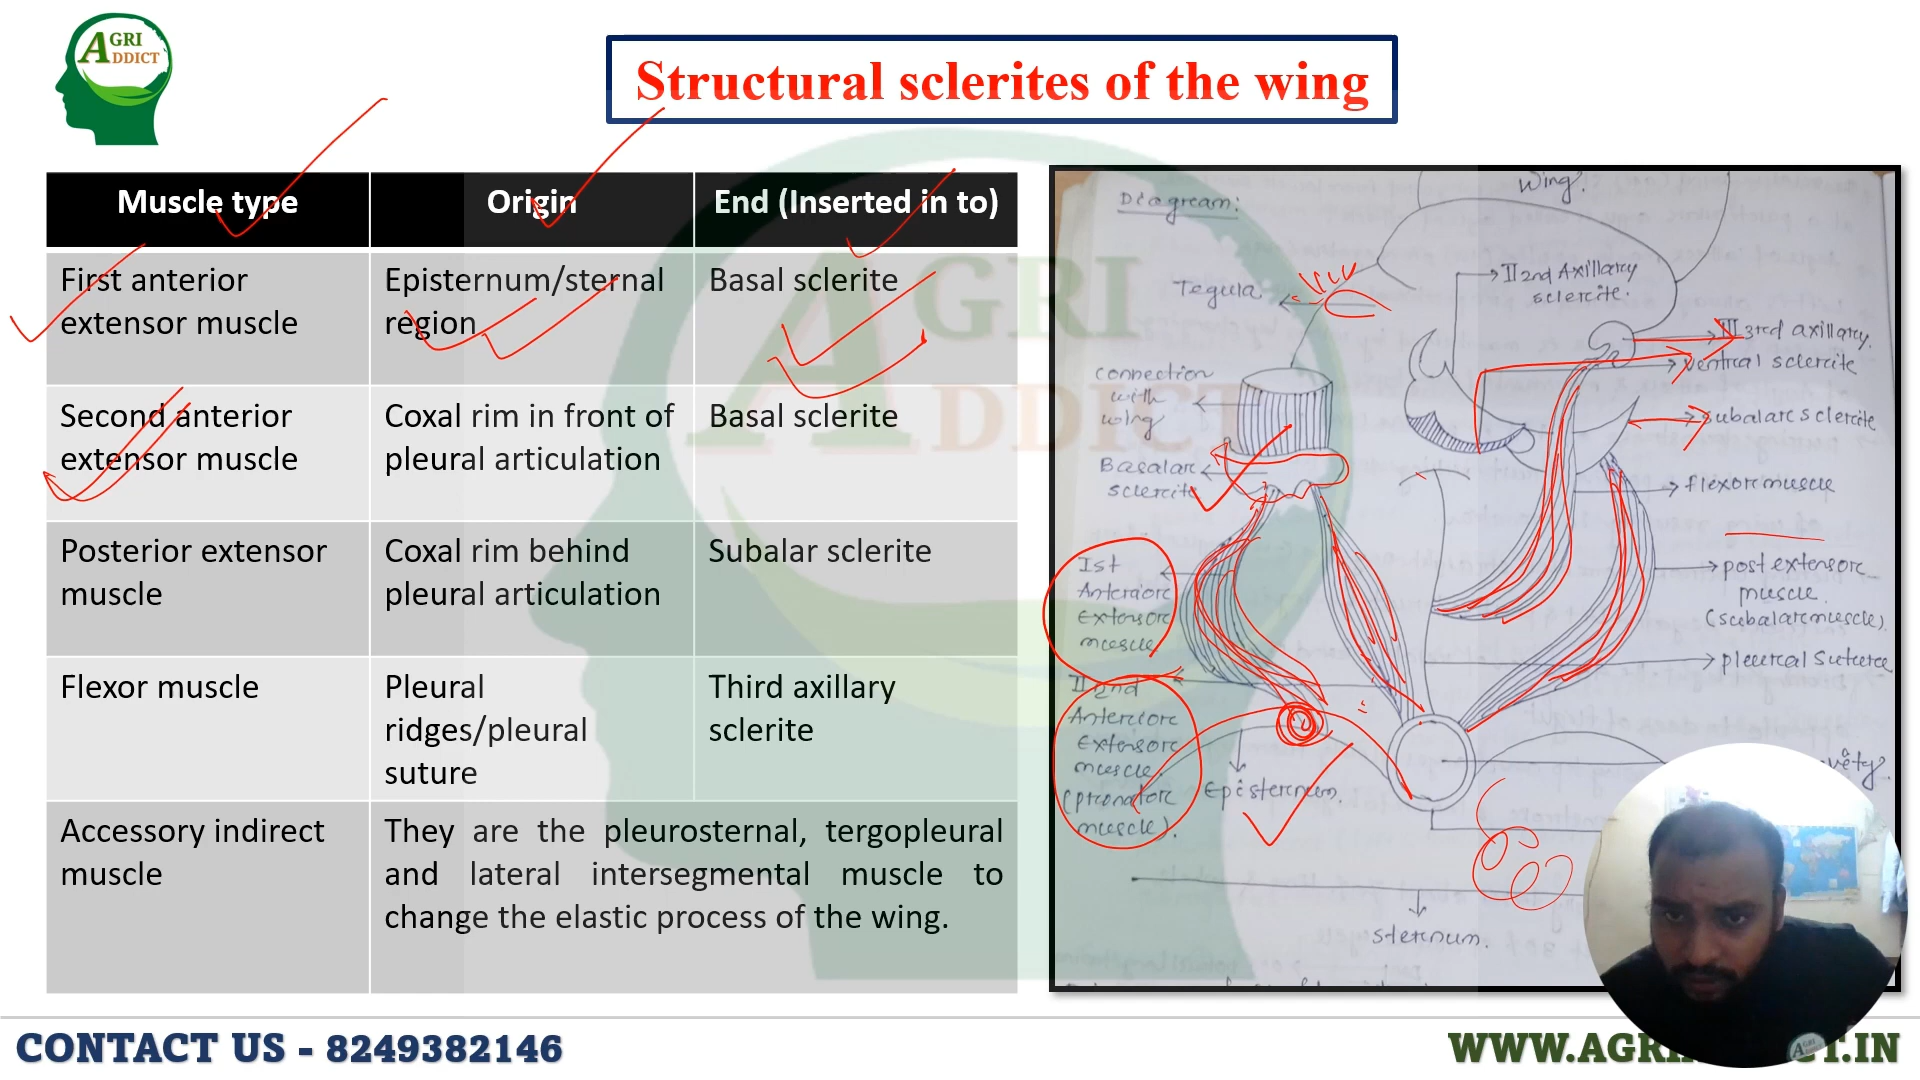 AGRI
ADDICT
Structural sclerites of the wing
Muscle type
Origin
End (Inserted in to)
First anterior
extensor muscle
Episternum/sternal
region
Basal sclerite
Second anterior
extensor muscle
Coxal rim in front of
pleural articulation
Basal sclerite
Posterior extensor
muscle
Coxal rim behind
pleural articulation
Subalar sclerite
Flexor muscle
Pleural
ridges/pleural
suture
Third axillary
sclerite
Accessory indirect
muscle
They are the pleurosternal, tergopleural
and lateral intersegmental muscle to
change the elastic process of the wing.
AGRI
ADDICT
Diagream:
Wing.
Tegula
II 2nd Axillary
sclerite.
III 3rd axillary.
ventral sclerite
subalar sclerite
connection
with
wing
Basalar
sclerite
flexor muscle
Ist
Anterior
Extensor
muscle
post extensor
muscle.
(subalar muscle).
pleural suture
II 2nd
Anterior
Extensor
muscle.
(pronator
muscle).
Episternum.
sternum.
CONTACT US - 8249382146